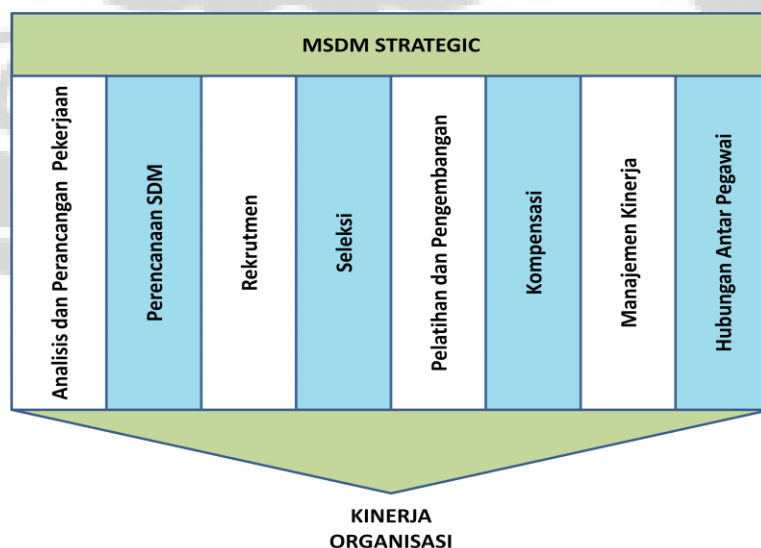 MSDM STRATEGIC
Analisis dan Perancangan Pekerjaan
Perencanaan SDM
Rekrutmen
Seleksi
Pelatihan dan Pengembangan
Kompensasi
Manajemen Kinerja
Hubungan Antar Pegawai
KINERJA
ORGANISASI